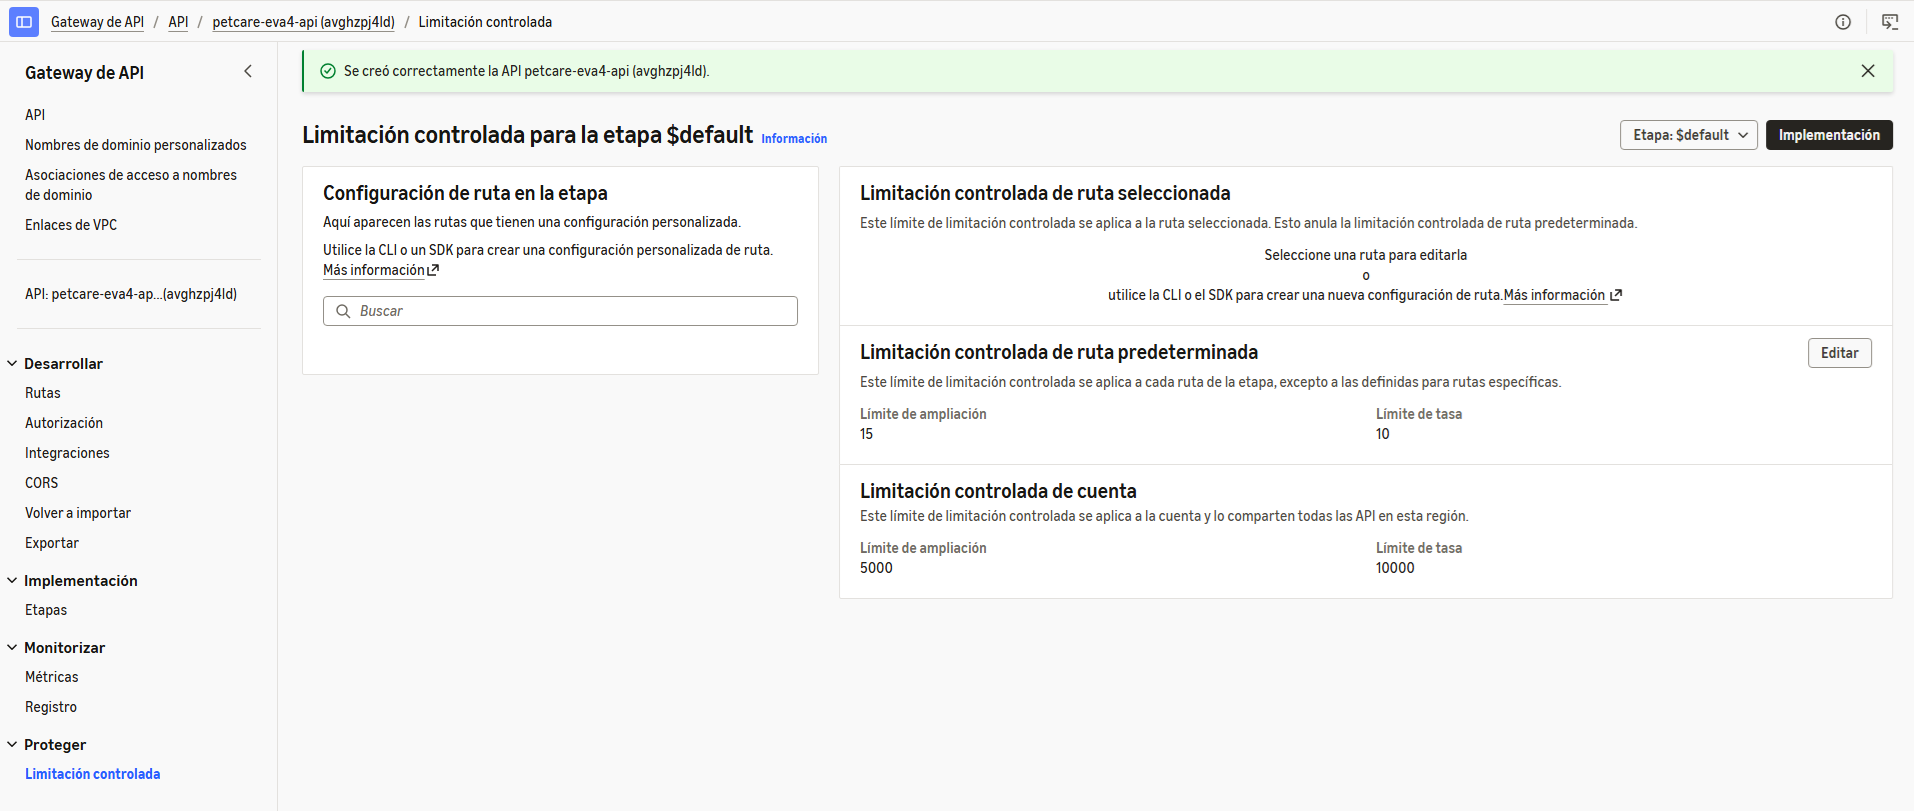 Gateway de API / API / petcare-eva4-api (avghzpj4ld) / Limitación controlada
Gateway de API
API
Nombres de dominio personalizados
Asociaciones de acceso a nombres
de dominio
Enlaces de VPC
API: petcare-eva4-ap...(avghzpj4ld)
Desarrollar
Rutas
Autorización
Integraciones
CORS
Volver a importar
Exportar
Implementación
Etapas
Monitorizar
Métricas
Registro
Proteger
Limitación controlada
Se creó correctamente la API petcare-eva4-api (avghzpj4ld).
Limitación controlada para la etapa $default Información
Etapa: $default
Implementación
Configuración de ruta en la etapa
Aquí aparecen las rutas que tienen una configuración personalizada.
Utilice la CLI o un SDK para crear una configuración personalizada de ruta.
Más información
Buscar
Limitación controlada de ruta seleccionada
Este límite de limitación controlada se aplica a la ruta seleccionada. Esto anula la limitación controlada de ruta predeterminada.
Seleccione una ruta para editarla
o
utilice la CLI o el SDK para crear una nueva configuración de ruta.Más información
Limitación controlada de ruta predeterminada
Editar
Este límite de limitación controlada se aplica a cada ruta de la etapa, excepto a las definidas para rutas específicas.
Límite de ampliación Límite de tasa
15 10
Limitación controlada de cuenta
Este límite de limitación controlada se aplica a la cuenta y lo comparten todas las API en esta región.
Límite de ampliación Límite de tasa
5000 10000